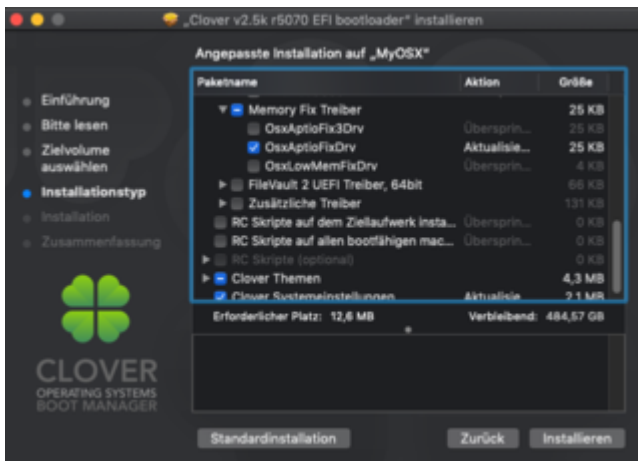 „Clover v2.5k r5070 EFI bootloader“ installieren
Angepasste Installation auf „MyOSX“
Einführung
Bitte lesen
Zielvolume
auswählen
Installationstyp
Installation
Zusammenfassung
CLOVER
OPERATING SYSTEMS
BOOT MANAGER
Paketname Aktion Größe
Memory Fix Treiber 25 KB
OsxAptioFix3Drv Übersprin... 25 KB
OsxAptioFixDrv Aktualisie... 25 KB
OsxLowMemFixDrv Übersprin... 4 KB
FileVault 2 UEFI Treiber, 64bit 66 KB
Zusätzliche Treiber 131 KB
RC Skripte auf dem Ziellaufwerk insta... Übersprin... 0 KB
RC Skripte auf allen bootfähigen mac... Übersprin... 0 KB
RC Skripte (optional) 0 KB
Clover Themen 4,3 MB
Clover Systemeinstellungen Aktualisie 2,1 MB
Erforderlicher Platz: 12,6 MB Verbleibend: 484,57 GB
Standardinstallation Zurück Installieren